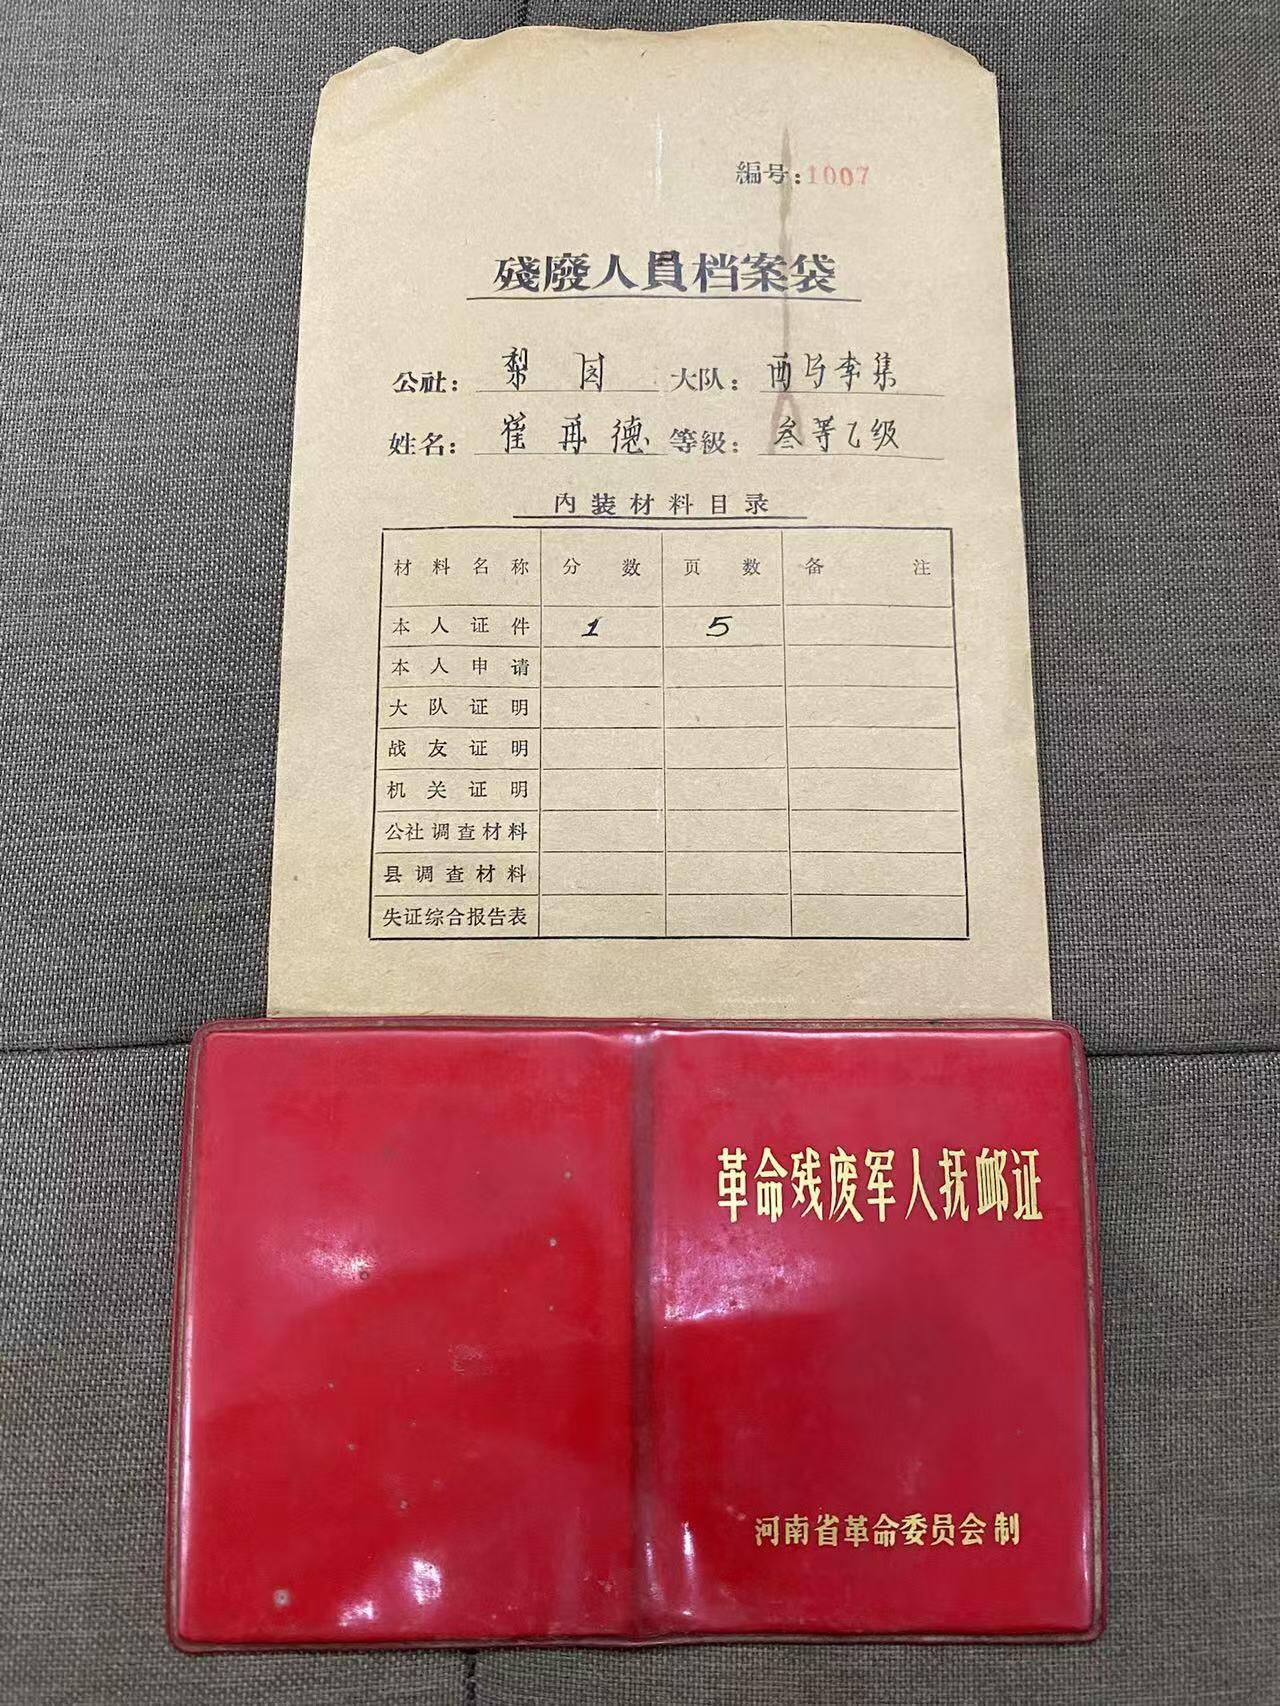 編号:1007
殘廢人員档案袋
公社: 梨园 大队: 西马李集
姓名: 崔再德 等級: 叁等乙级
内装材料目录
材料名称 分数 页数 备注
本人证件 1 5
本人申请
大队证明
战友证明
机关证明
公社调查材料
县调查材料
失证综合报告表
革命残废军人抚邮证
河南省革命委员会制